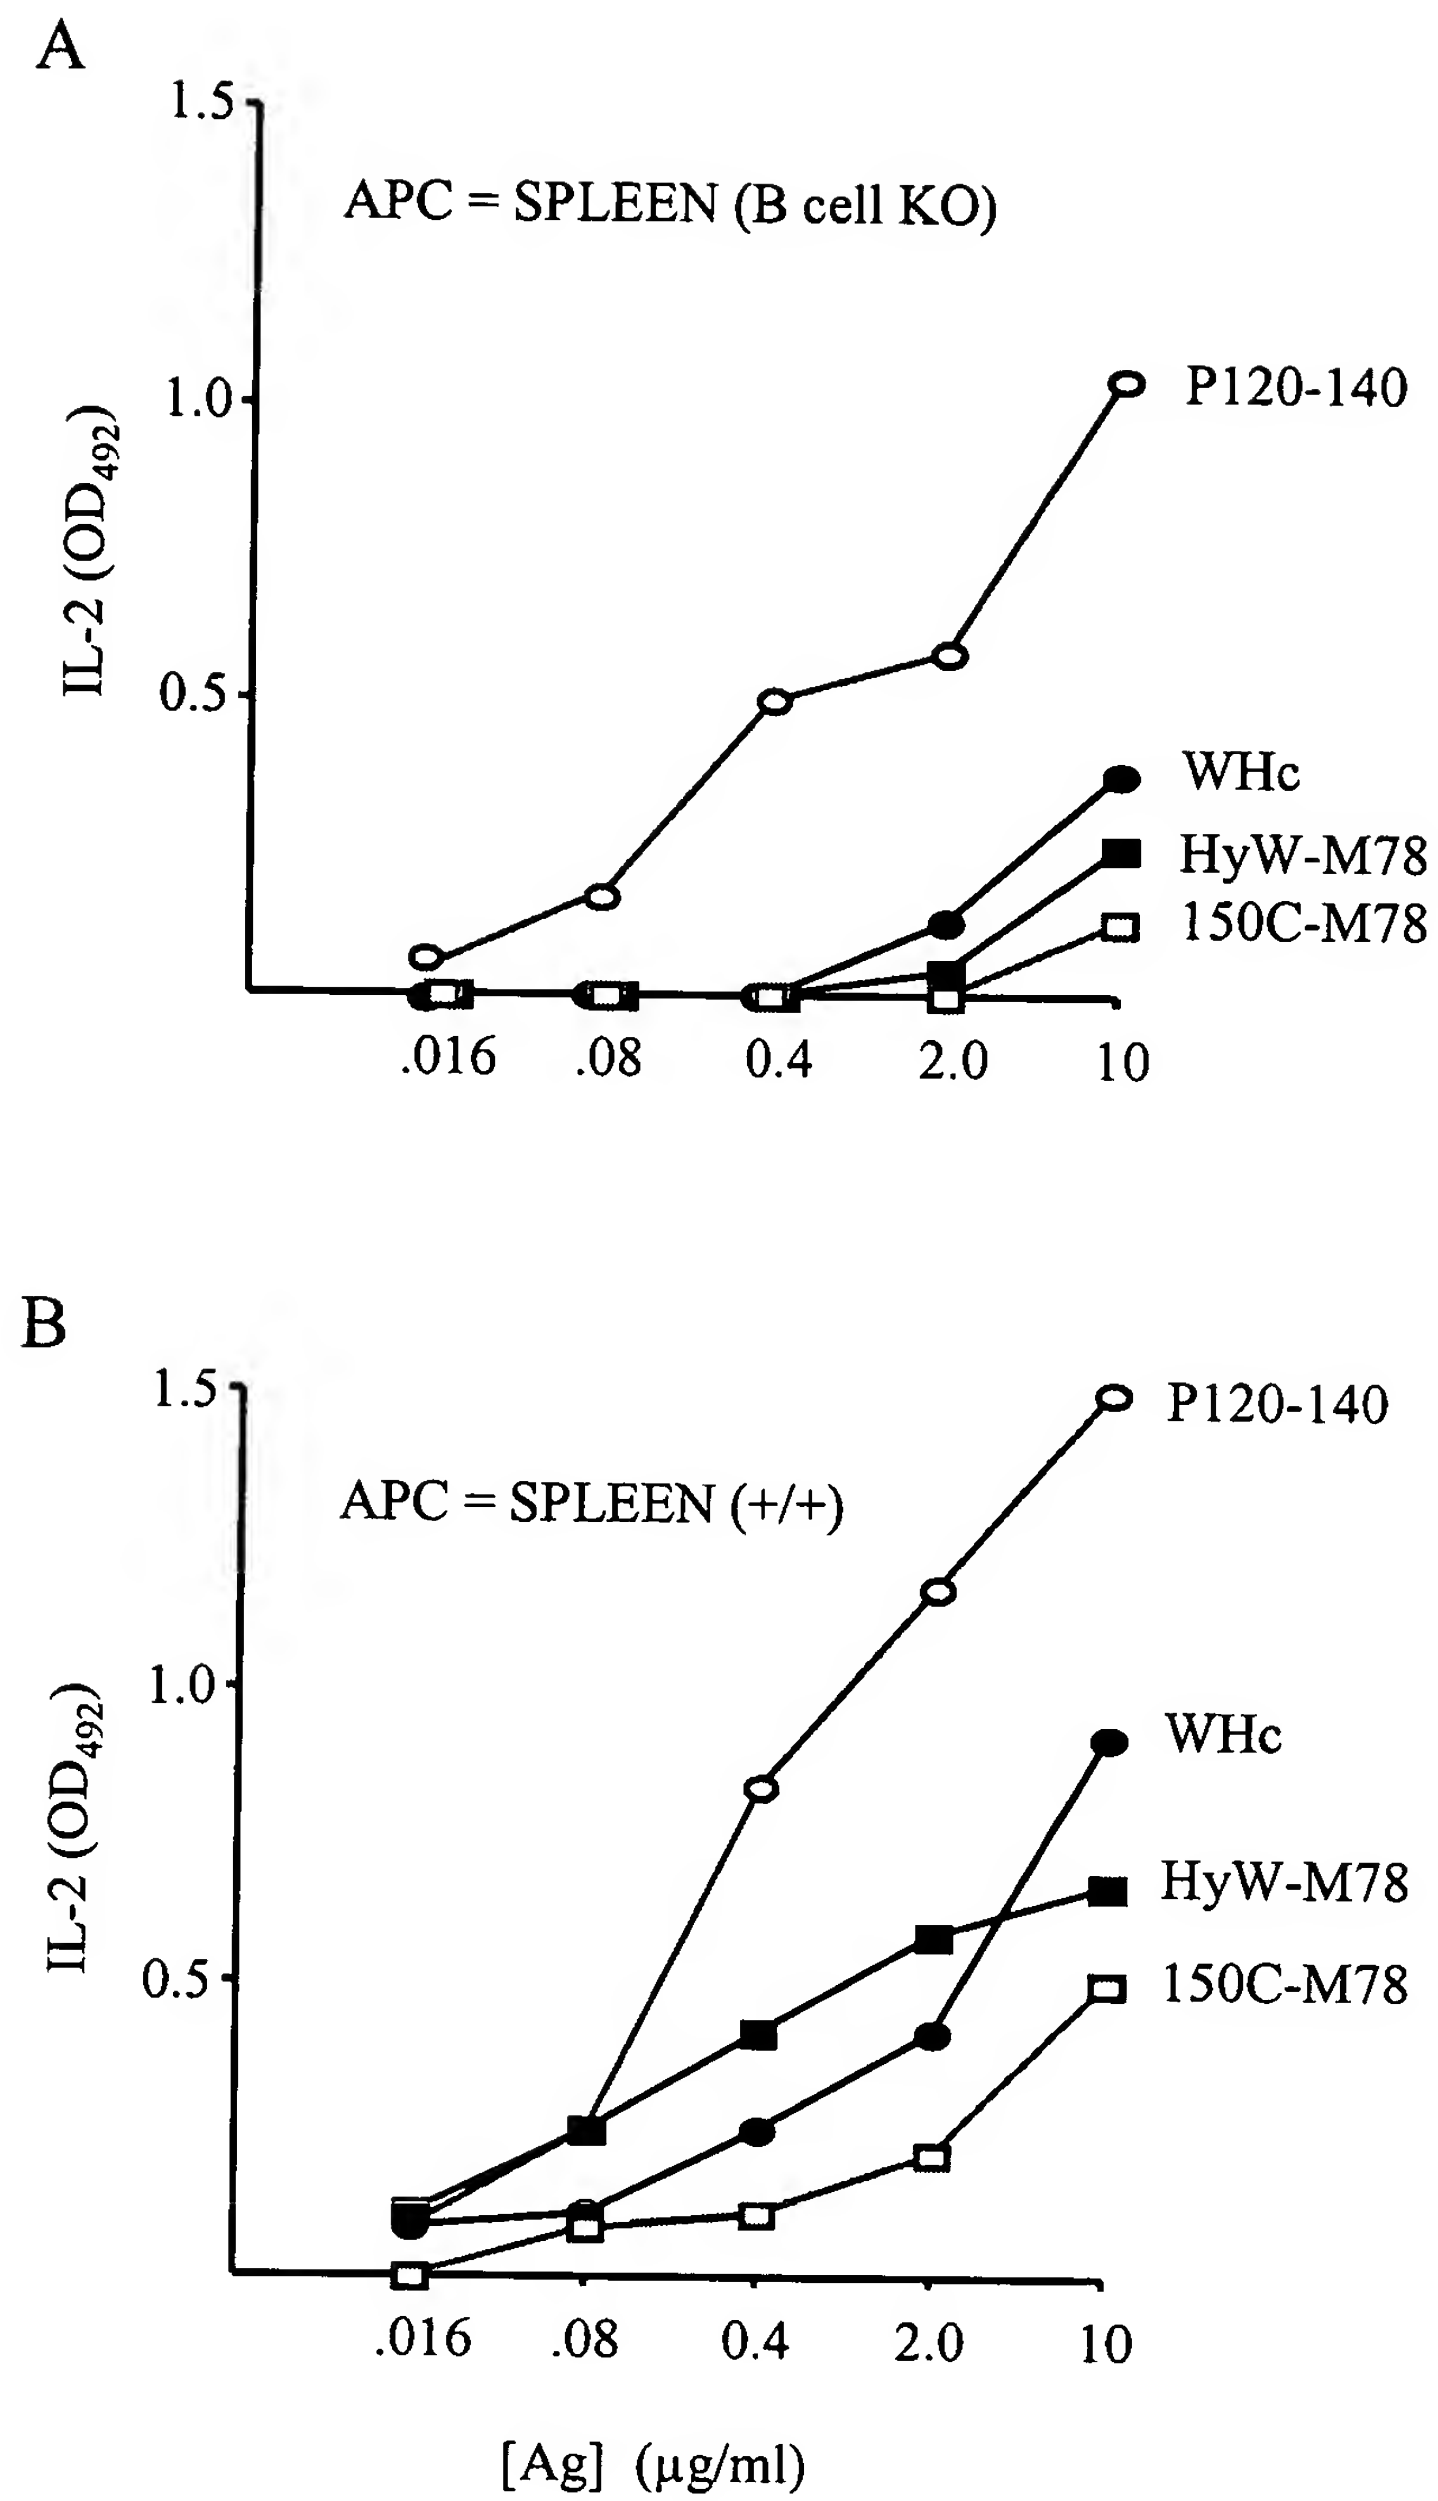 A
1.5
APC = SPLEEN (B cell KO)
1.0
P120-140
IL-2 (OD492)
0.5
WHc
HyW-M78
150C-M78
.016 .08 0.4 2.0 10
B
1.5
P120-140
APC = SPLEEN (+/+)
1.0
WHc
IL-2 (OD492)
HyW-M78
0.5
150C-M78
.016 .08 0.4 2.0 10
[Ag] (µg/ml)